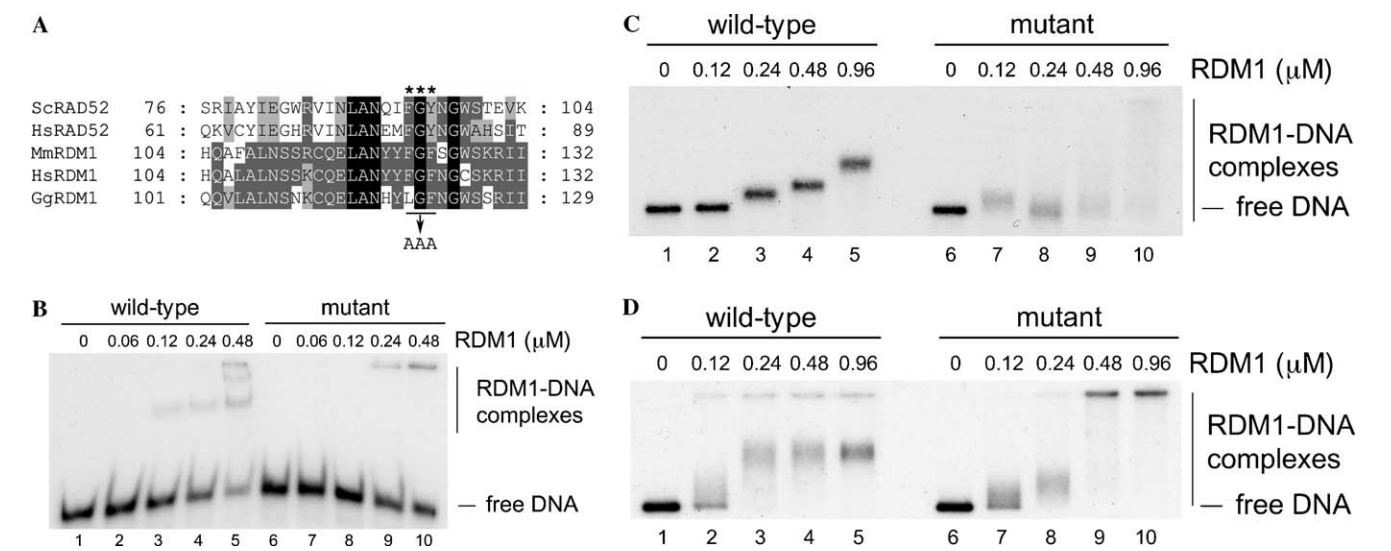 A
***
ScRAD52 76 : SRIAYIEGWRVINLANQIFGYNGWSTEVK : 104
HsRAD52 61 : QKVCYIEGHRVINLANEMFGYNGWAHSIT : 89
MmRDM1 104 : HQAFALNSSRCQELANYYFGFSGWSKRII : 132
HsRDM1 104 : HQALALNSSKCQELANYYFGFNGCSKRII : 132
GgRDM1 101 : QQVLALNSNKCQELANHYLGFNGWSSRII : 129
AAA
B
wild-type mutant
0 0.06 0.12 0.24 0.48 0 0.06 0.12 0.24 0.48 RDM1 (μM)
RDM1-DNA
complexes
free DNA
1 2 3 4 5 6 7 8 9 10
C
wild-type mutant
0 0.12 0.24 0.48 0.96 0 0.12 0.24 0.48 0.96 RDM1 (μM)
RDM1-DNA
complexes
free DNA
1 2 3 4 5 6 7 8 9 10
D
wild-type mutant
0 0.12 0.24 0.48 0.96 0 0.12 0.24 0.48 0.96 RDM1 (μM)
RDM1-DNA
complexes
free DNA
1 2 3 4 5 6 7 8 9 10